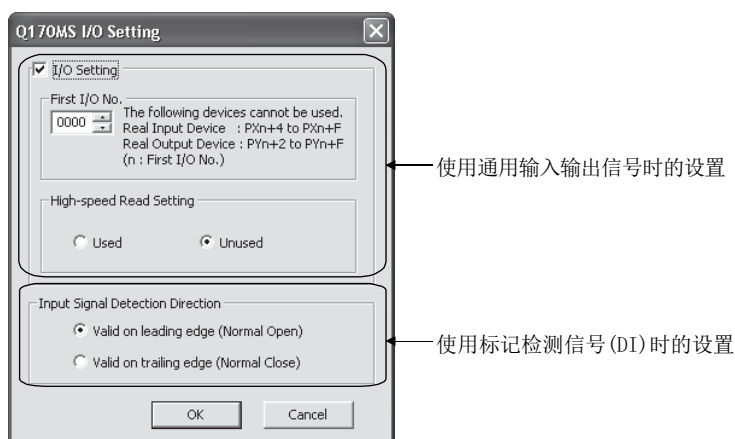 Q170MS I/O Setting
I/O Setting
First I/O No.
0000
The following devices cannot be used.
Real Input Device : PXn+4 to PXn+F
Real Output Device : PYn+2 to PYn+F
(n : First I/O No.)
使用通用输入输出信号时的设置
High-speed Read Setting
Used
Unused
Input Signal Detection Direction
Valid on leading edge (Normal Open)
使用标记检测信号(DI)时的设置
Valid on trailing edge (Normal Close)
OK
Cancel